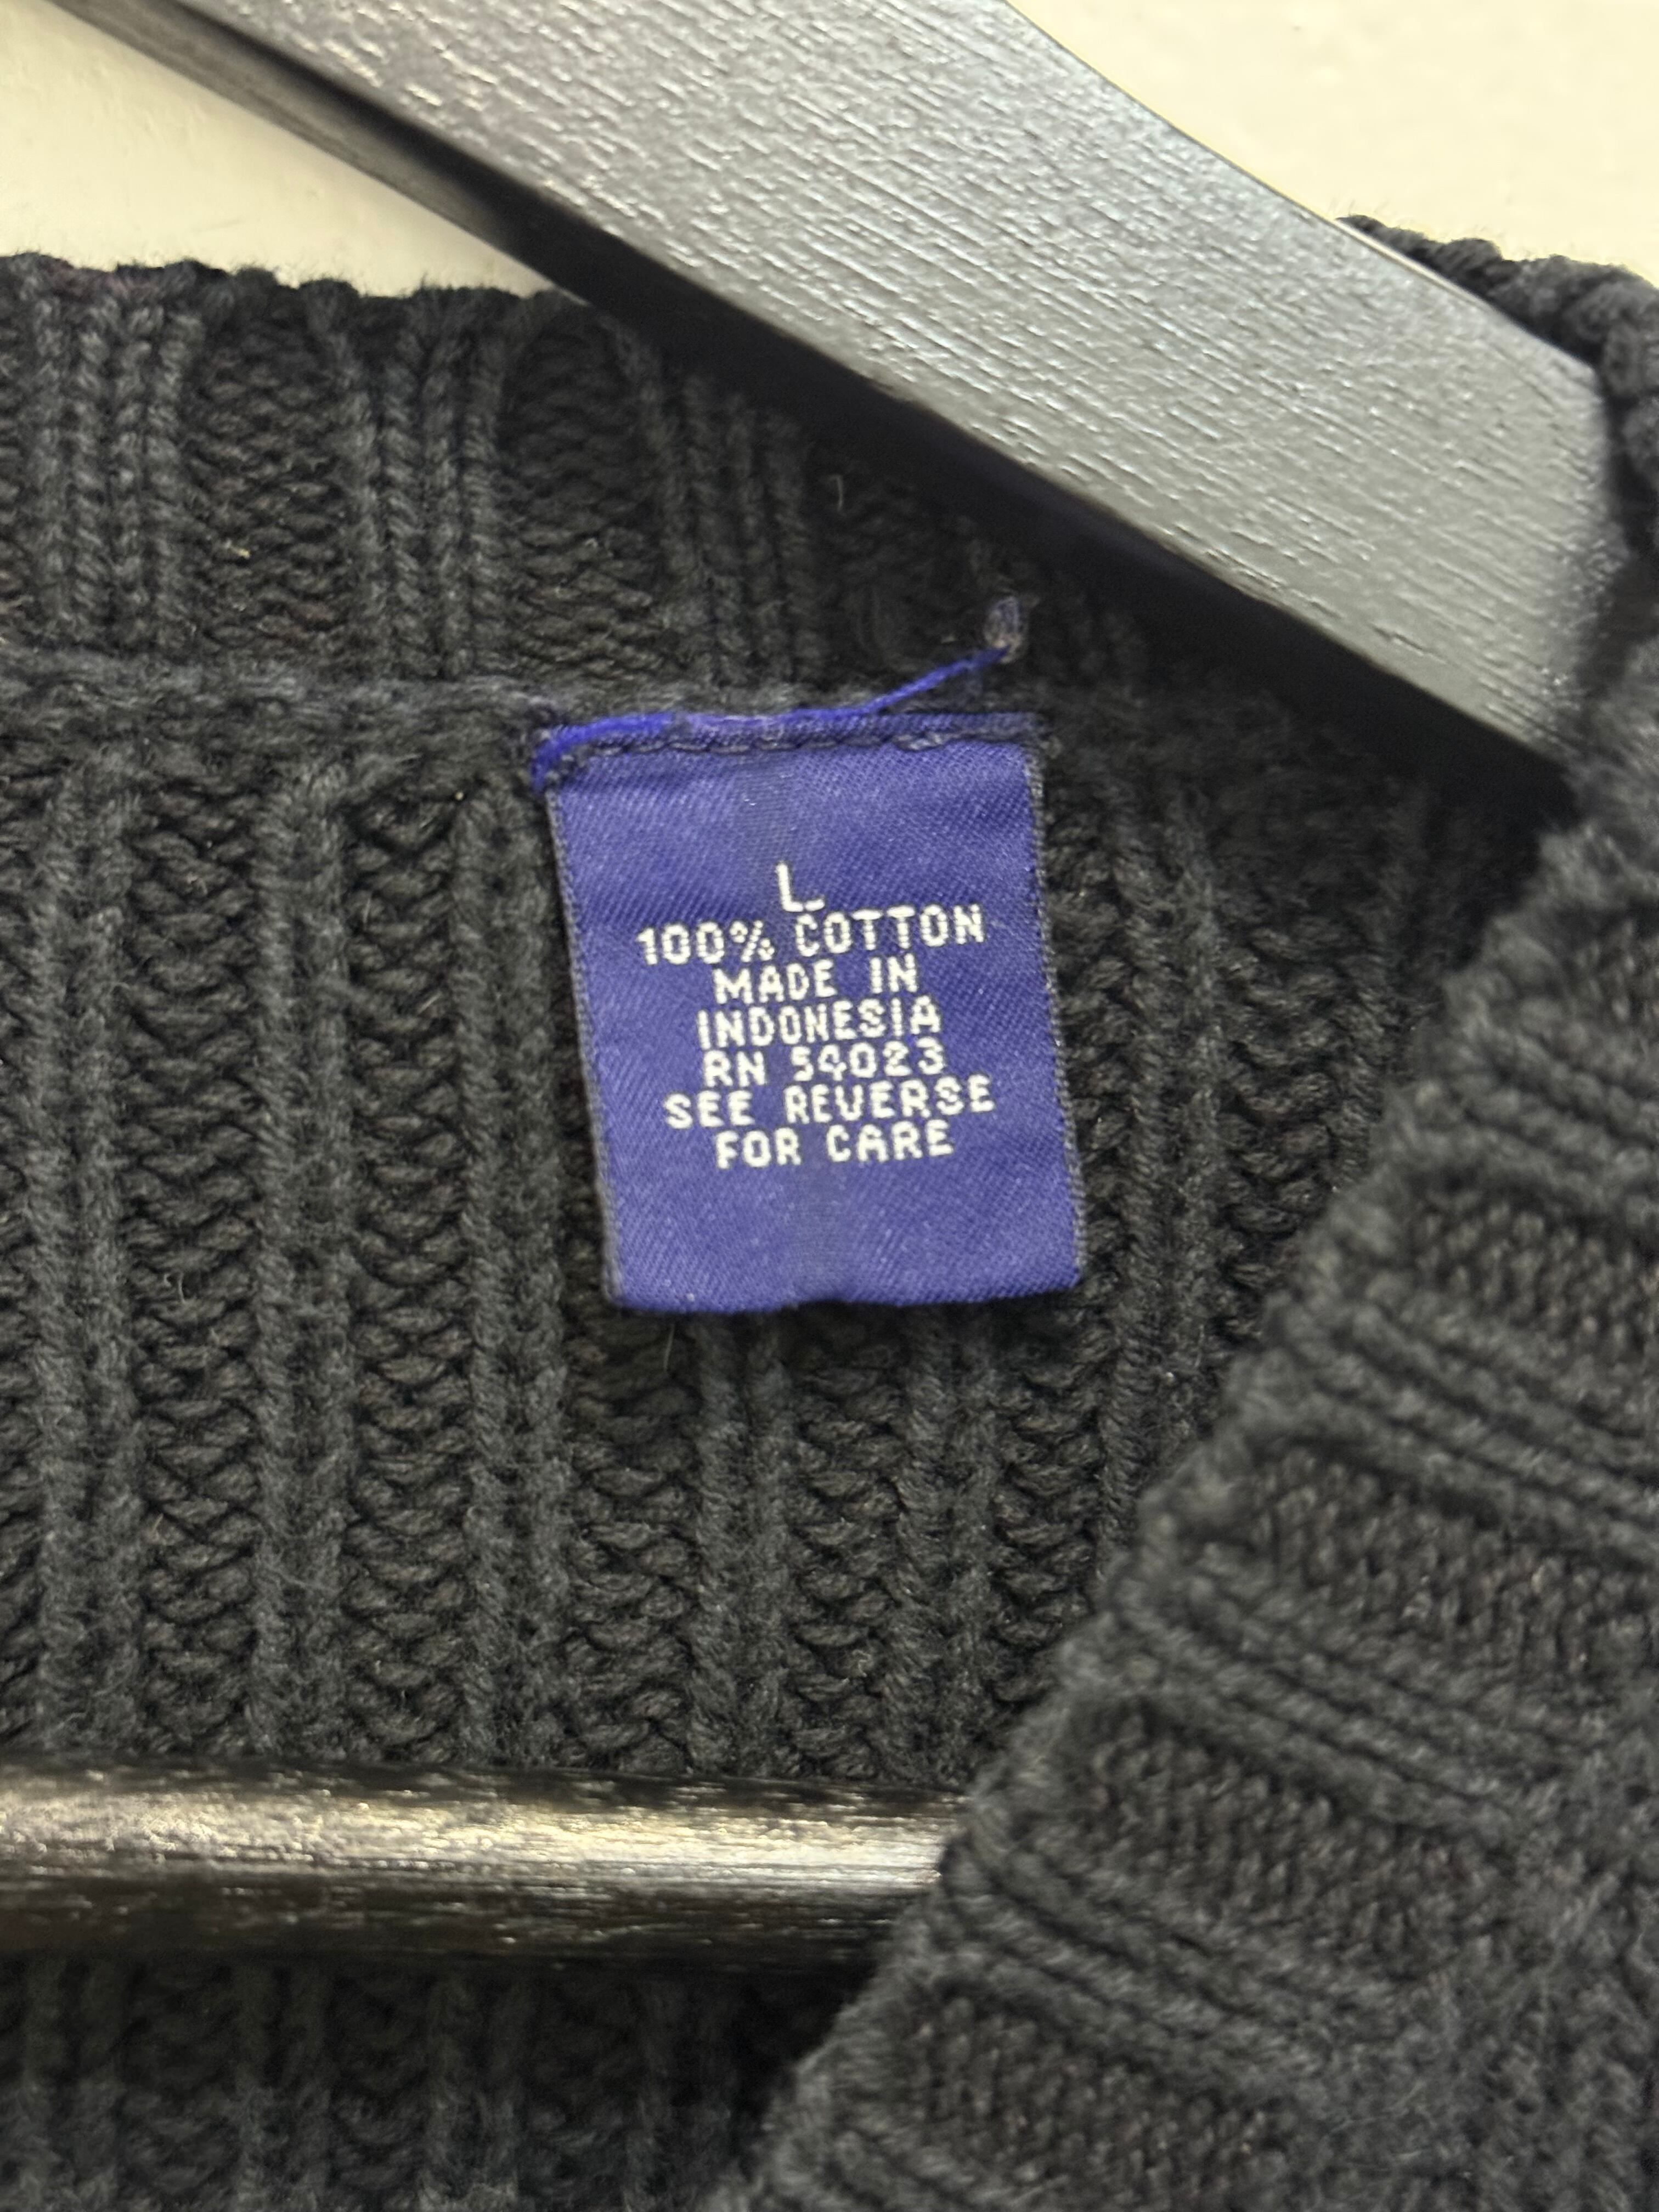 L
100% COTTON
MADE IN
INDONESIA
RN 54023
SEE REVERSE
FOR CARE